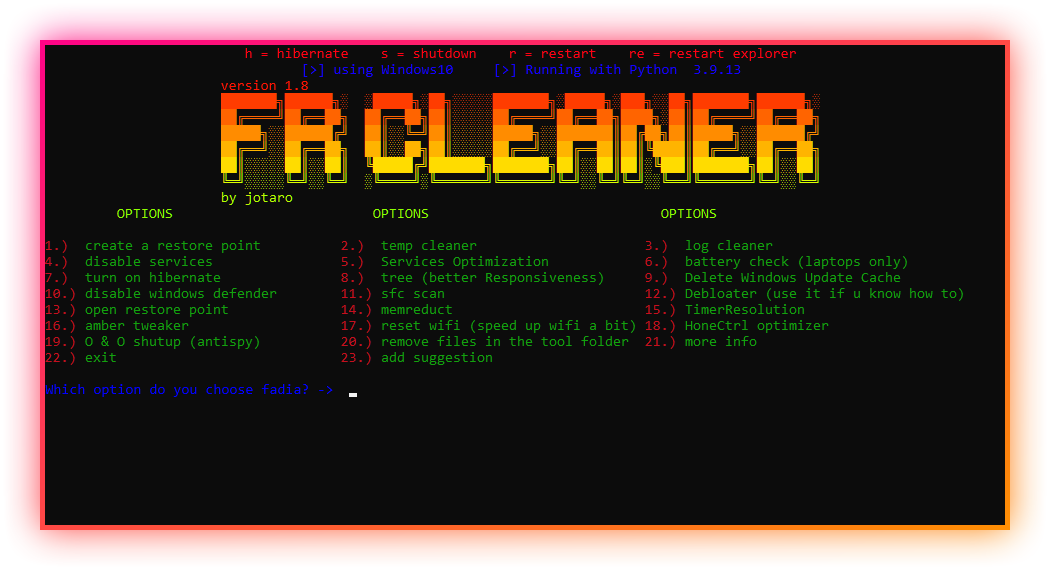 h = hibernate    s = shutdown    r = restart    re = restart explorer
[>] using Windows10     [>] Running with Python  3.9.13
version 1.8
FA CLEANER
by jotaro
OPTIONS    OPTIONS    OPTIONS
1.)  create a restore point    2.)  temp cleaner    3.)  log cleaner
4.)  disable services    5.)  Services Optimization    6.)  battery check (laptops only)
7.)  turn on hibernate    8.)  tree (better Responsiveness)    9.)  Delete Windows Update Cache
10.) disable windows defender    11.) sfc scan    12.) Debloater (use it if u know how to)
13.) open restore point    14.) memreduct    15.) TimerResolution
16.) amber tweaker    17.) reset wifi (speed up wifi a bit)    18.) HoneCtrl optimizer
19.) O & O shutup (antispy)    20.) remove files in the tool folder    21.) more info
22.) exit    23.) add suggestion
Which option do you choose fadia? ->